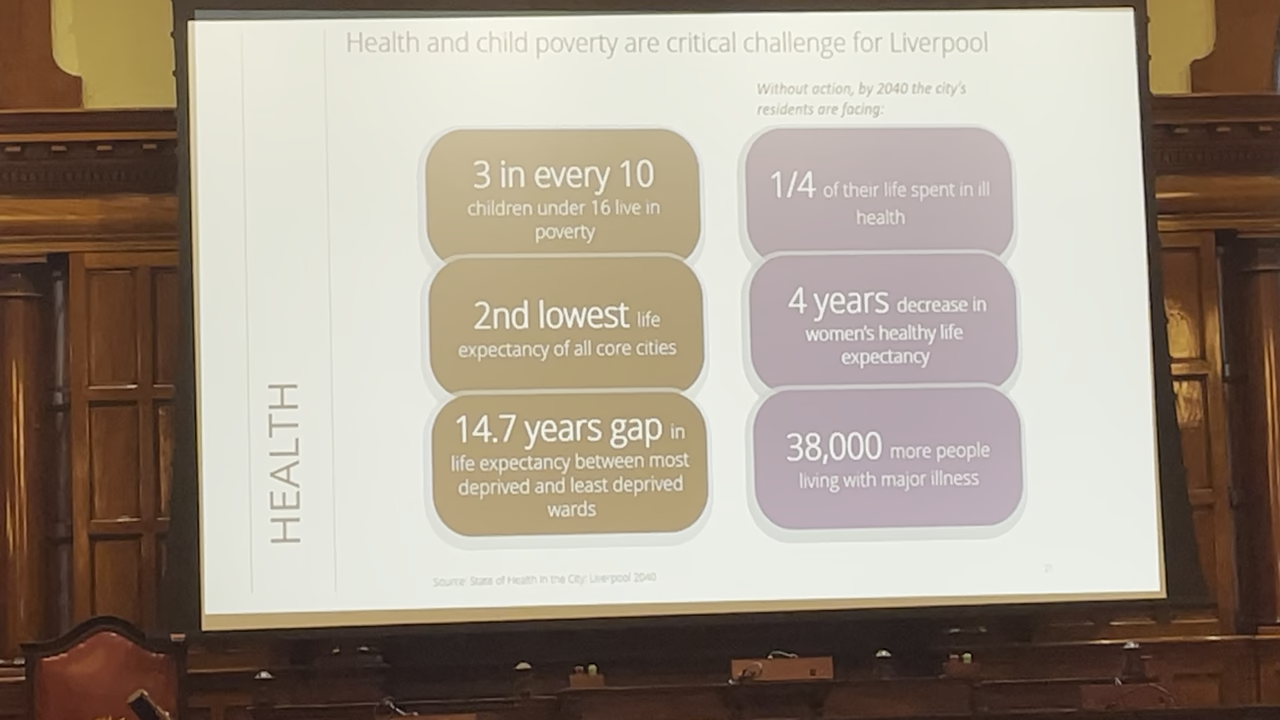 Health and child poverty are critical challenge for Liverpool
Without action, by 2040 the city's
residents are facing:
3 in every 10
children under 16 live in
poverty
2nd lowest life
expectancy of all core cities
14.7 years gap in
life expectancy between most
deprived and least deprived
wards
1/4 of their life spent in ill
health
4 years decrease in
women's healthy life
expectancy
38,000 more people
living with major illness
HEALTH
Source: State of Health in the City: Liverpool 2040